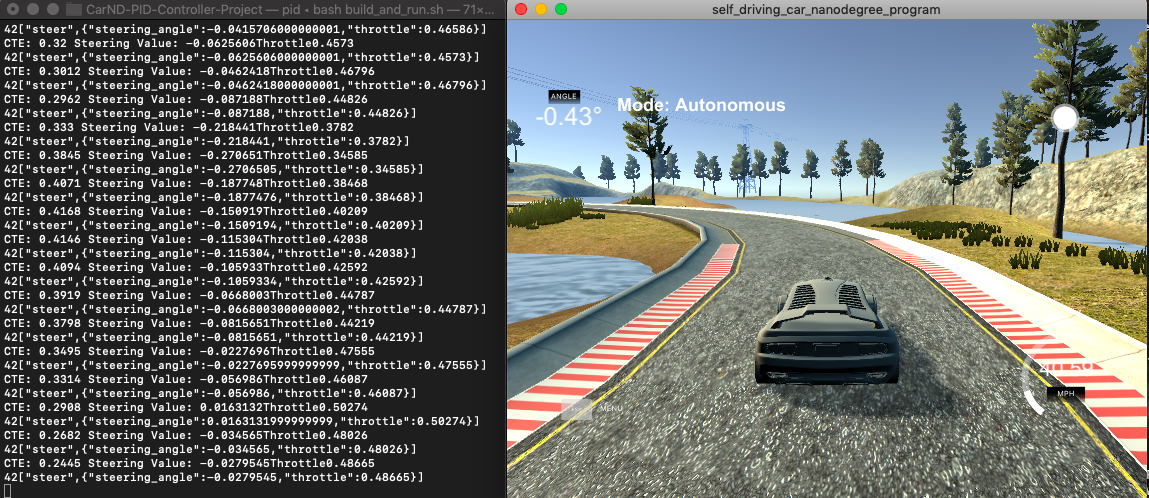 CarND-PID-Controller-Project — pid • bash build_and_run.sh — 71×...
42["steer",{"steering_angle":-0.0415706000000001,"throttle":0.46586}]
CTE: 0.32 Steering Value: -0.0625606Throttle0.4573
42["steer",{"steering_angle":-0.0625606000000001,"throttle":0.4573}]
CTE: 0.3012 Steering Value: -0.0462418Throttle0.46796
42["steer",{"steering_angle":-0.0462418000000001,"throttle":0.46796}]
CTE: 0.2962 Steering Value: -0.087188Throttle0.44826
42["steer",{"steering_angle":-0.087188,"throttle":0.44826}]
CTE: 0.333 Steering Value: -0.218441Throttle0.3782
42["steer",{"steering_angle":-0.218441,"throttle":0.3782}]
CTE: 0.3845 Steering Value: -0.270651Throttle0.34585
42["steer",{"steering_angle":-0.2706505,"throttle":0.34585}]
CTE: 0.4071 Steering Value: -0.187748Throttle0.38468
42["steer",{"steering_angle":-0.1877476,"throttle":0.38468}]
CTE: 0.4168 Steering Value: -0.150919Throttle0.40209
42["steer",{"steering_angle":-0.1509194,"throttle":0.40209}]
CTE: 0.4146 Steering Value: -0.115304Throttle0.42038
42["steer",{"steering_angle":-0.115304,"throttle":0.42038}]
CTE: 0.4094 Steering Value: -0.105933Throttle0.42592
42["steer",{"steering_angle":-0.1059334,"throttle":0.42592}]
CTE: 0.3919 Steering Value: -0.0668003Throttle0.44787
42["steer",{"steering_angle":-0.0668003000000002,"throttle":0.44787}]
CTE: 0.3798 Steering Value: -0.0815651Throttle0.44219
42["steer",{"steering_angle":-0.0815651,"throttle":0.44219}]
CTE: 0.3495 Steering Value: -0.0227696Throttle0.47555
42["steer",{"steering_angle":-0.0227695999999999,"throttle":0.47555}]
CTE: 0.3314 Steering Value: -0.056986Throttle0.46087
42["steer",{"steering_angle":-0.056986,"throttle":0.46087}]
CTE: 0.2908 Steering Value: 0.0163132Throttle0.50274
42["steer",{"steering_angle":0.0163131999999999,"throttle":0.50274}]
CTE: 0.2682 Steering Value: -0.034565Throttle0.48026
42["steer",{"steering_angle":-0.034565,"throttle":0.48026}]
CTE: 0.2445 Steering Value: -0.0279545Throttle0.48665
42["steer",{"steering_angle":-0.0279545,"throttle":0.48665}]
self_driving_car_nanodegree_program
ANGLE
-0.43°
Mode: Autonomous
MPH
MENU